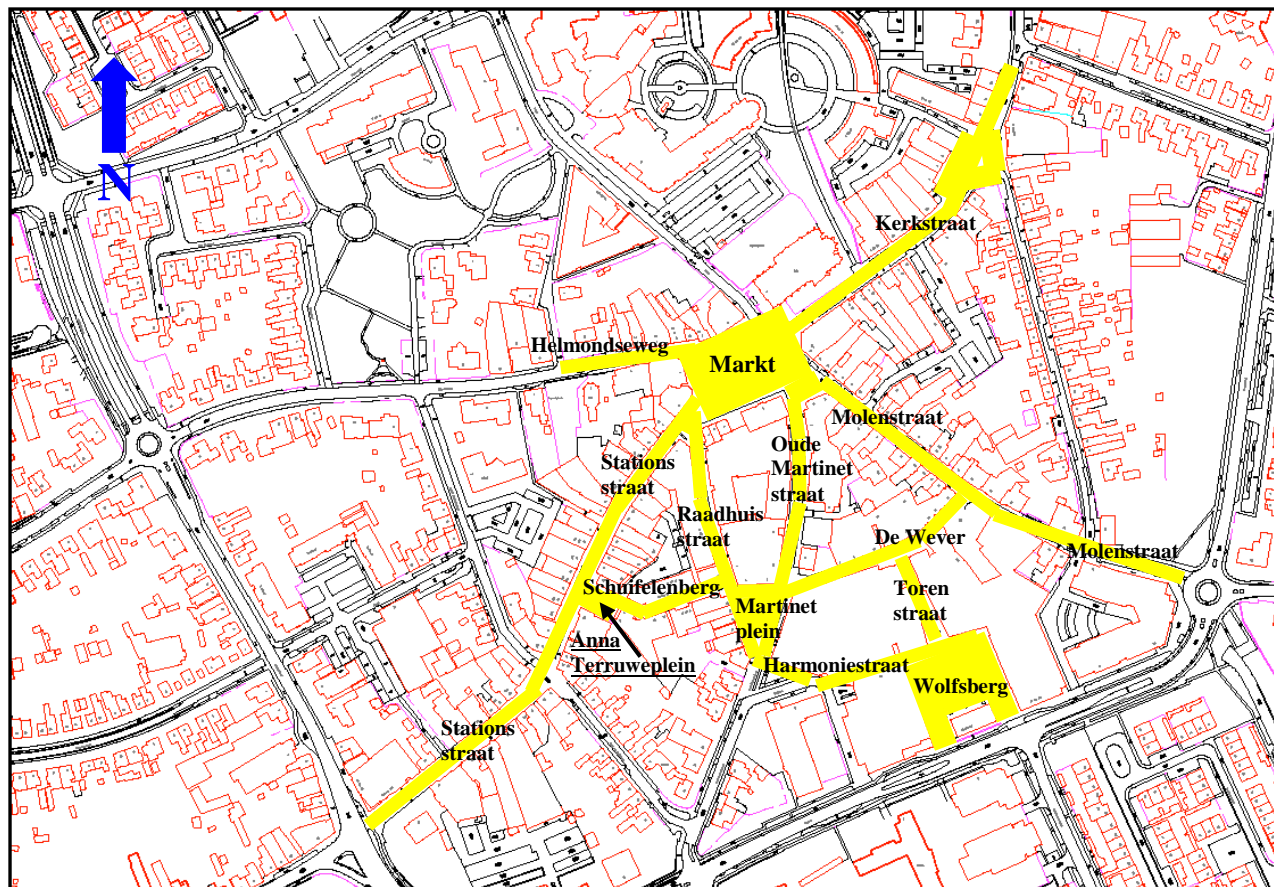 N
Kerkstraat
Helmondseweg
Markt
Molenstraat
Stations
straat
Oude
Martinet
straat
Raadhuis
straat
De Wever
Molenstraat
Schuifelenberg
Toren
straat
Martinet
plein
Anna
Terruweplein
Harmoniestraat
Wolfsberg
Stations
straat